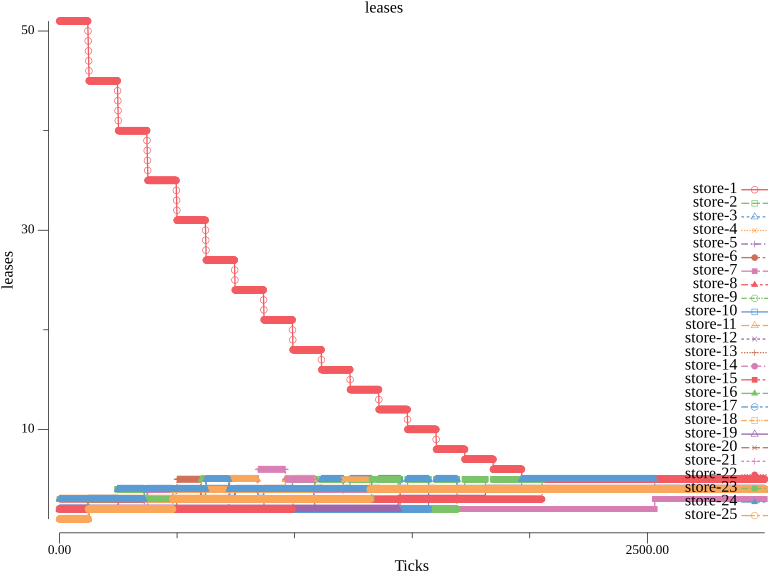 leases
50
30
10
leases
store-1
store-2
store-3
store-4
store-5
store-6
store-7
store-8
store-9
store-10
store-11
store-12
store-13
store-14
store-15
store-16
store-17
store-18
store-19
store-20
store-21
store-22
store-23
store-24
store-25
0.00
2500.00
Ticks